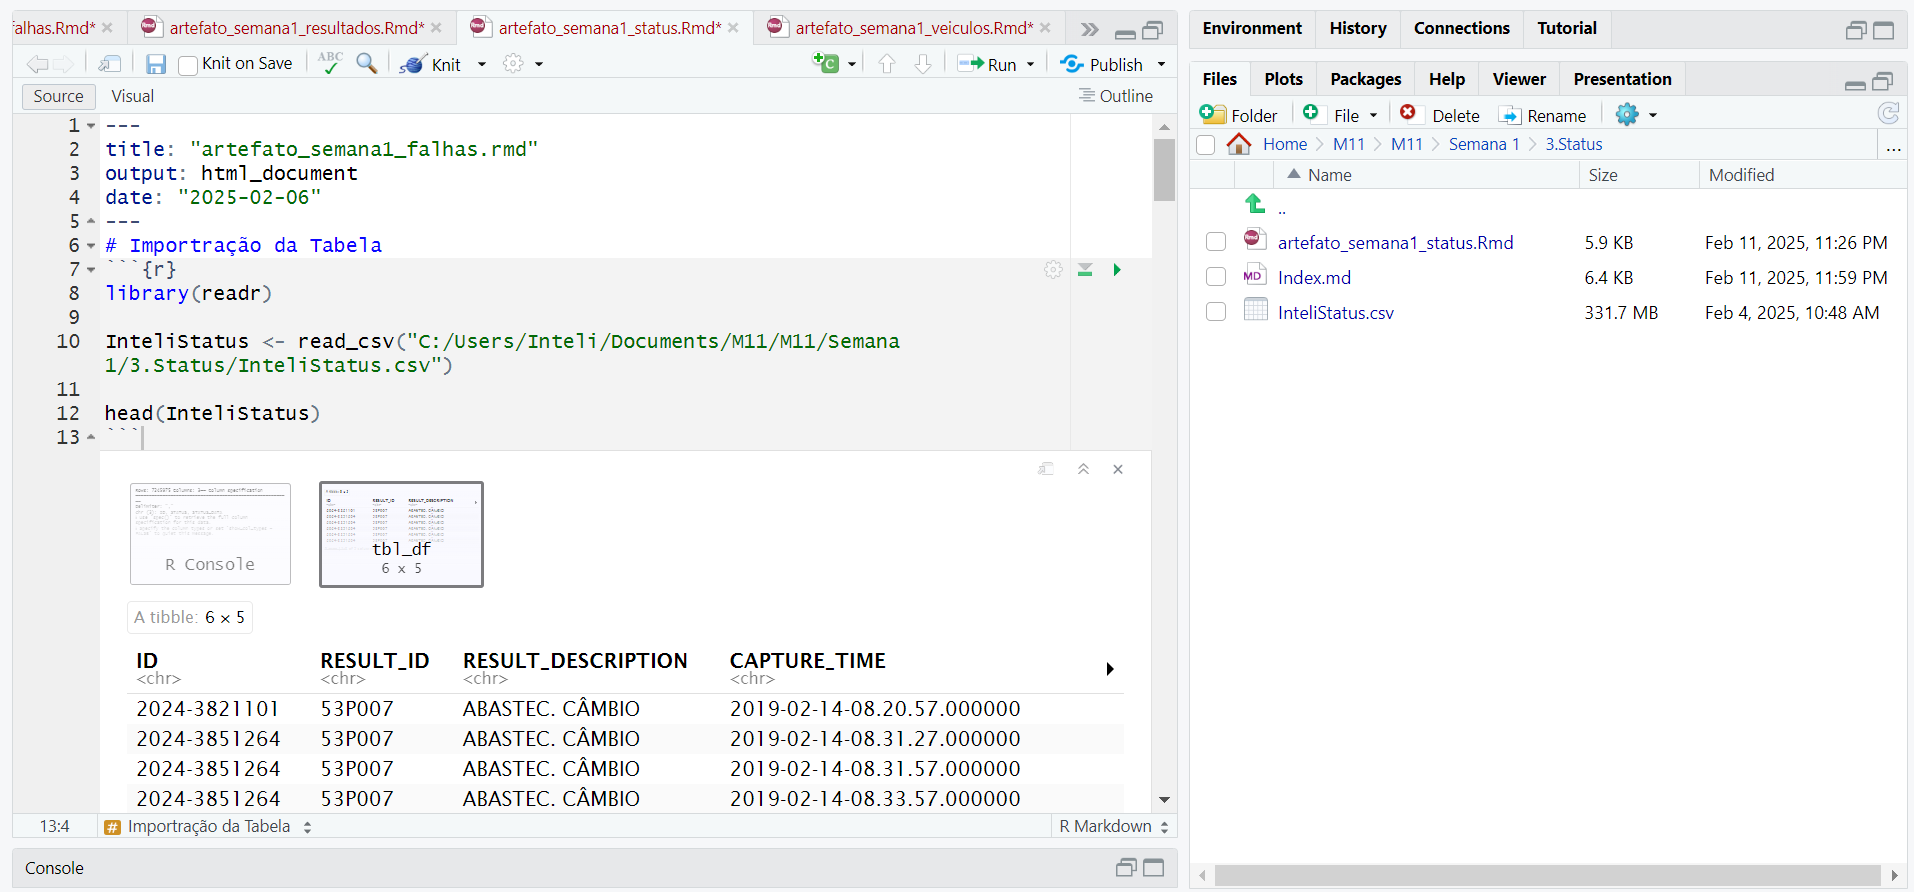 alhas.Rmd*
artefato_semana1_resultados.Rmd*
artefato_semana1_status.Rmd*
artefato_semana1_veiculos.Rmd*
Knit on Save
ABC
Knit
Run
Publish
Source
Visual
Outline
1 ---
2 title: "artefato_semana1_falhas.rmd"
3 output: html_document
4 date: "2025-02-06"
5 ---
6 # Importração da Tabela
7 ```{r}
8 library(readr)
9
10 InteliStatus <- read_csv("C:/Users/Inteli/Documents/M11/M11/Semana
1/3.Status/InteliStatus.csv")
11
12 head(InteliStatus)
13 ```
R Console
tbl_df
6 x 5
A tibble: 6 × 5
ID RESULT_ID RESULT_DESCRIPTION CAPTURE_TIME
<chr> <chr> <chr> <chr>
2024-3821101 53P007 ABASTEC. CÂMBIO 2019-02-14-08.20.57.000000
2024-3851264 53P007 ABASTEC. CÂMBIO 2019-02-14-08.31.27.000000
2024-3851264 53P007 ABASTEC. CÂMBIO 2019-02-14-08.31.57.000000
2024-3851264 53P007 ABASTEC. CÂMBIO 2019-02-14-08.33.57.000000
13:4 # Importração da Tabela R Markdown
Console
Environment History Connections Tutorial
Files Plots Packages Help Viewer Presentation
Folder File Delete Rename
Home M11 M11 Semana 1 3.Status ...
Name Size Modified
..
artefato_semana1_status.Rmd 5.9 KB Feb 11, 2025, 11:26 PM
MD Index.md 6.4 KB Feb 11, 2025, 11:59 PM
InteliStatus.csv 331.7 MB Feb 4, 2025, 10:48 AM